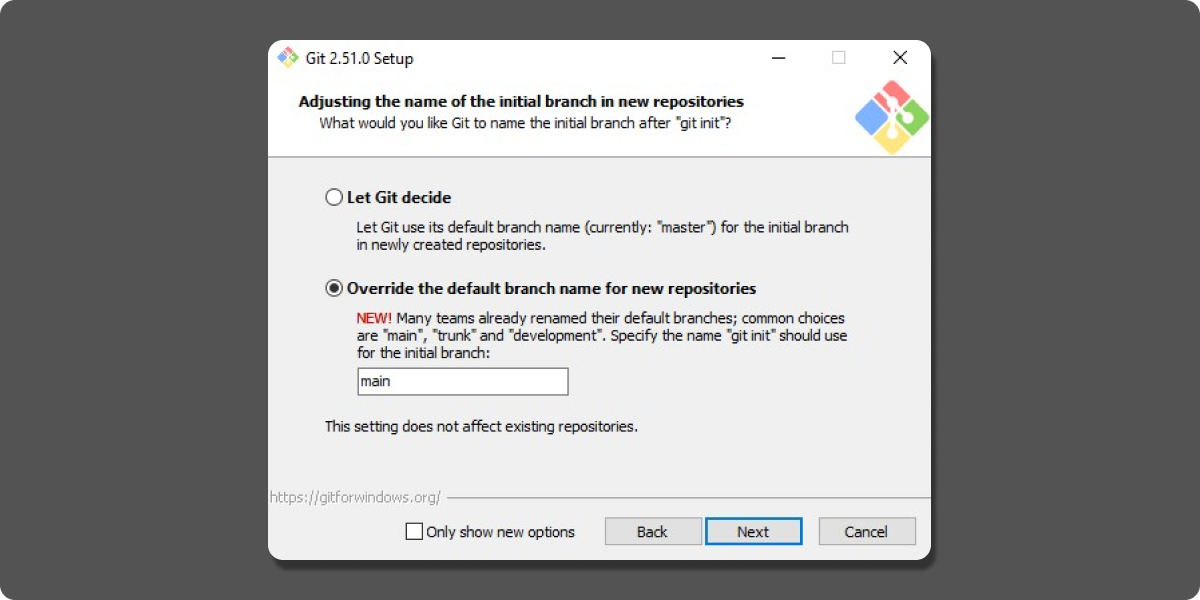 Git 2.51.0 Setup
Adjusting the name of the initial branch in new repositories
What would you like Git to name the initial branch after "git init"?
Let Git decide
Let Git use its default branch name (currently: "master") for the initial branch
in newly created repositories.
Override the default branch name for new repositories
NEW! Many teams already renamed their default branches; common choices
are "main", "trunk" and "development". Specify the name "git init" should use
for the initial branch:
main
This setting does not affect existing repositories.
https://gitforwindows.org/
Only show new options
Back
Next
Cancel